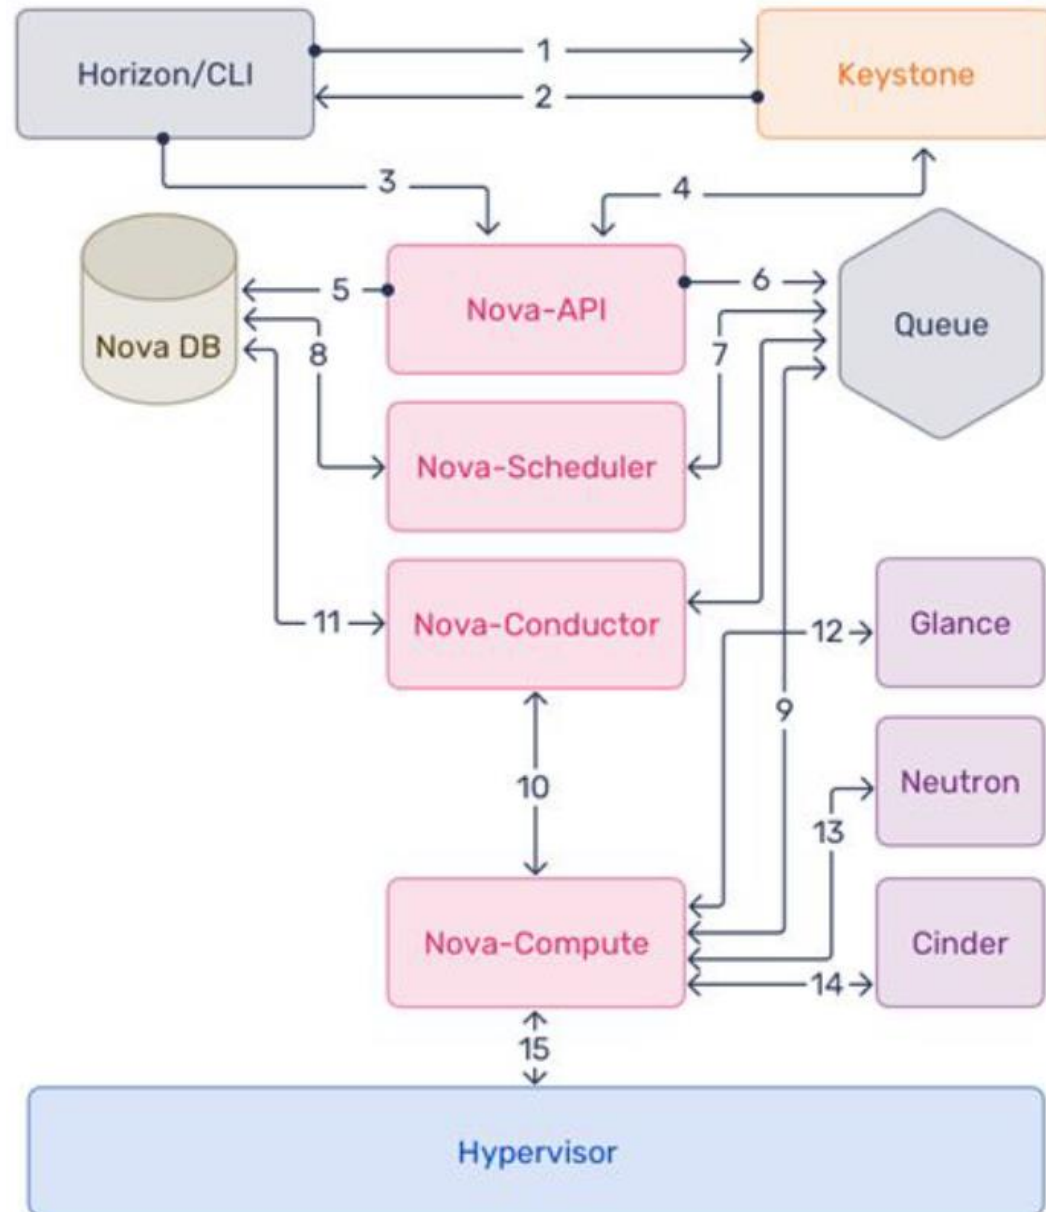 Horizon/CLI
1
Keystone
2
3
4
Nova DB
5
Nova-API
6
Queue
8
7
Nova-Scheduler
11
Nova-Conductor
12
Glance
9
10
Neutron
13
Nova-Compute
Cinder
14
15
Hypervisor